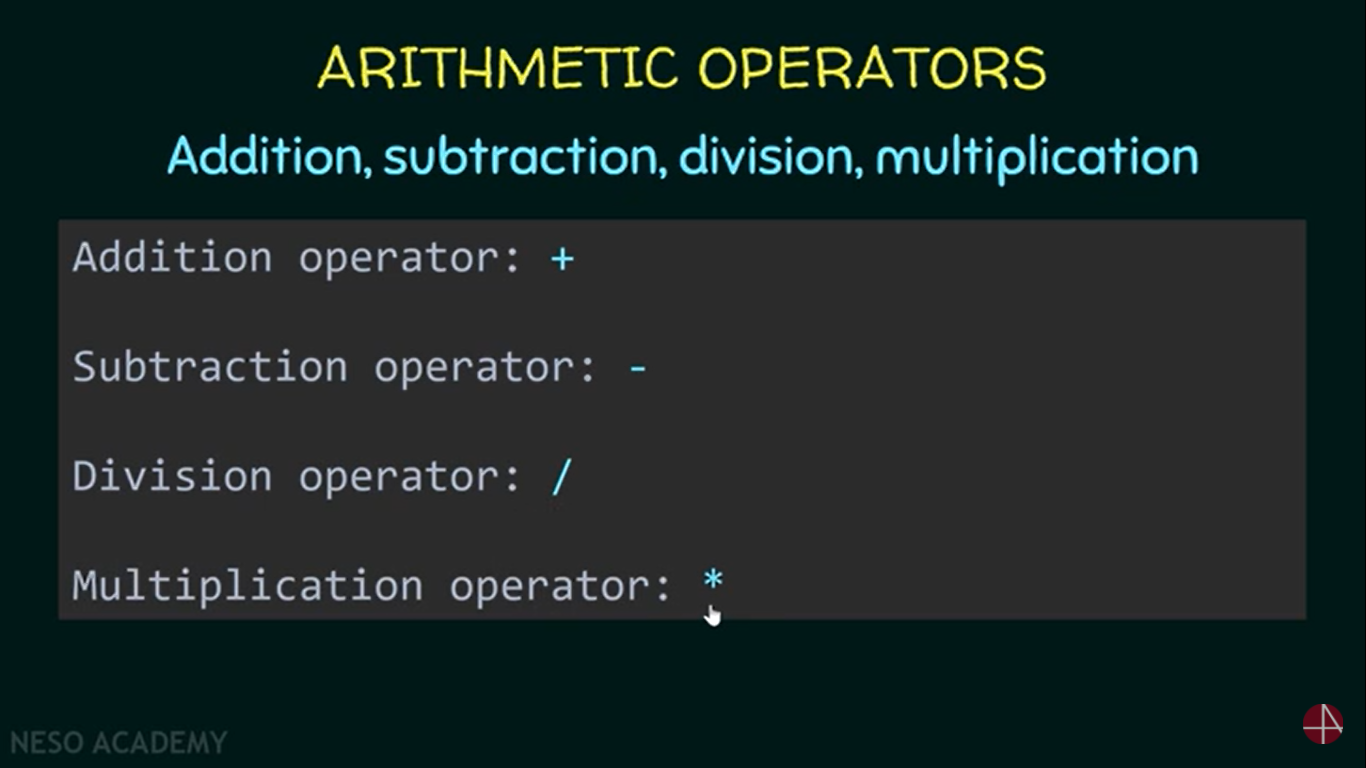 ARITHMETIC OPERATORS
Addition, subtraction, division, multiplication
Addition operator: +
Subtraction operator: -
Division operator: /
Multiplication operator: *
NESO ACADEMY